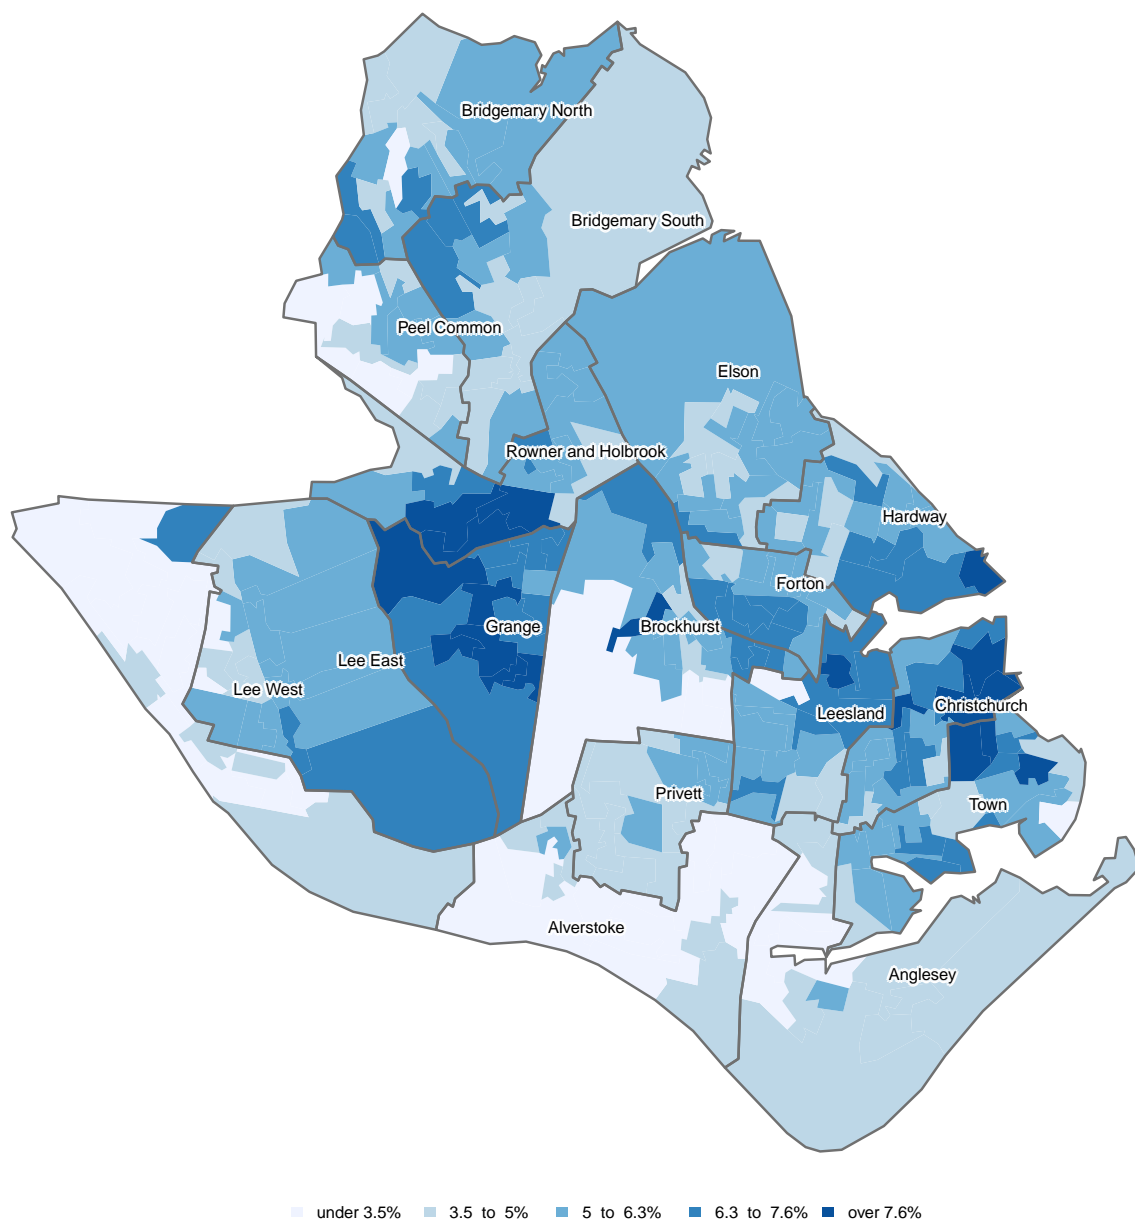 Bridgemary North
Bridgemary South
Peel Common
Elson
Rowner and Holbrook
Hardway
Forton
Grange
Brockhurst
Lee East
Lee West
Christchurch
Leesland
Privett
Town
Alverstoke
Anglesey
under 3.5% 3.5 to 5% 5 to 6.3% 6.3 to 7.6% over 7.6%